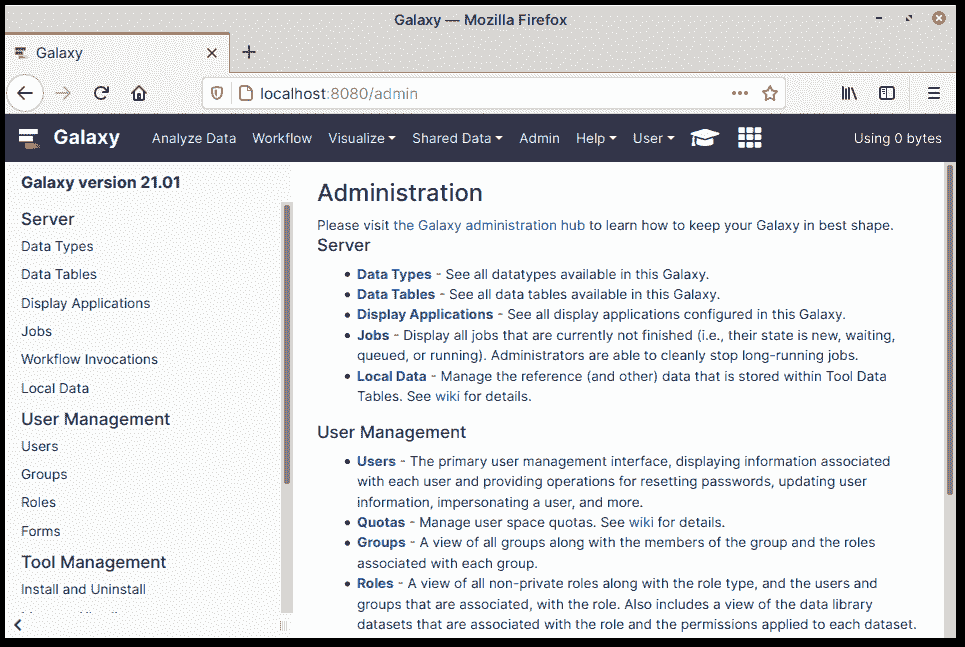 Galaxy — Mozilla Firefox
Galaxy
localhost:8080/admin
Galaxy Analyze Data Workflow Visualize Shared Data Admin Help User Using 0 bytes
Galaxy version 21.01
Server
Data Types
Data Tables
Display Applications
Jobs
Workflow Invocations
Local Data
User Management
Users
Groups
Roles
Forms
Tool Management
Install and Uninstall
Administration
Please visit the Galaxy administration hub to learn how to keep your Galaxy in best shape.
Server
• Data Types - See all datatypes available in this Galaxy.
• Data Tables - See all data tables available in this Galaxy.
• Display Applications - See all display applications configured in this Galaxy.
• Jobs - Display all jobs that are currently not finished (i.e., their state is new, waiting,
queued, or running). Administrators are able to cleanly stop long-running jobs.
• Local Data - Manage the reference (and other) data that is stored within Tool Data
Tables. See wiki for details.
User Management
• Users - The primary user management interface, displaying information associated
with each user and providing operations for resetting passwords, updating user
information, impersonating a user, and more.
• Quotas - Manage user space quotas. See wiki for details.
• Groups - A view of all groups along with the members of the group and the roles
associated with each group.
• Roles - A view of all non-private roles along with the role type, and the users and
groups that are associated, with the role. Also includes a view of the data library
datasets that are associated with the role and the permissions applied to each dataset.